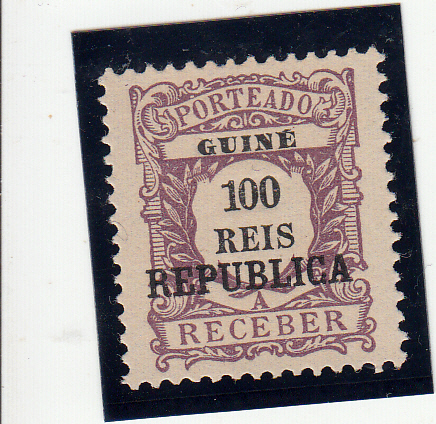 PORTEADO
GUINÉ
100
REIS
REPUBLICA
A
RECEBER